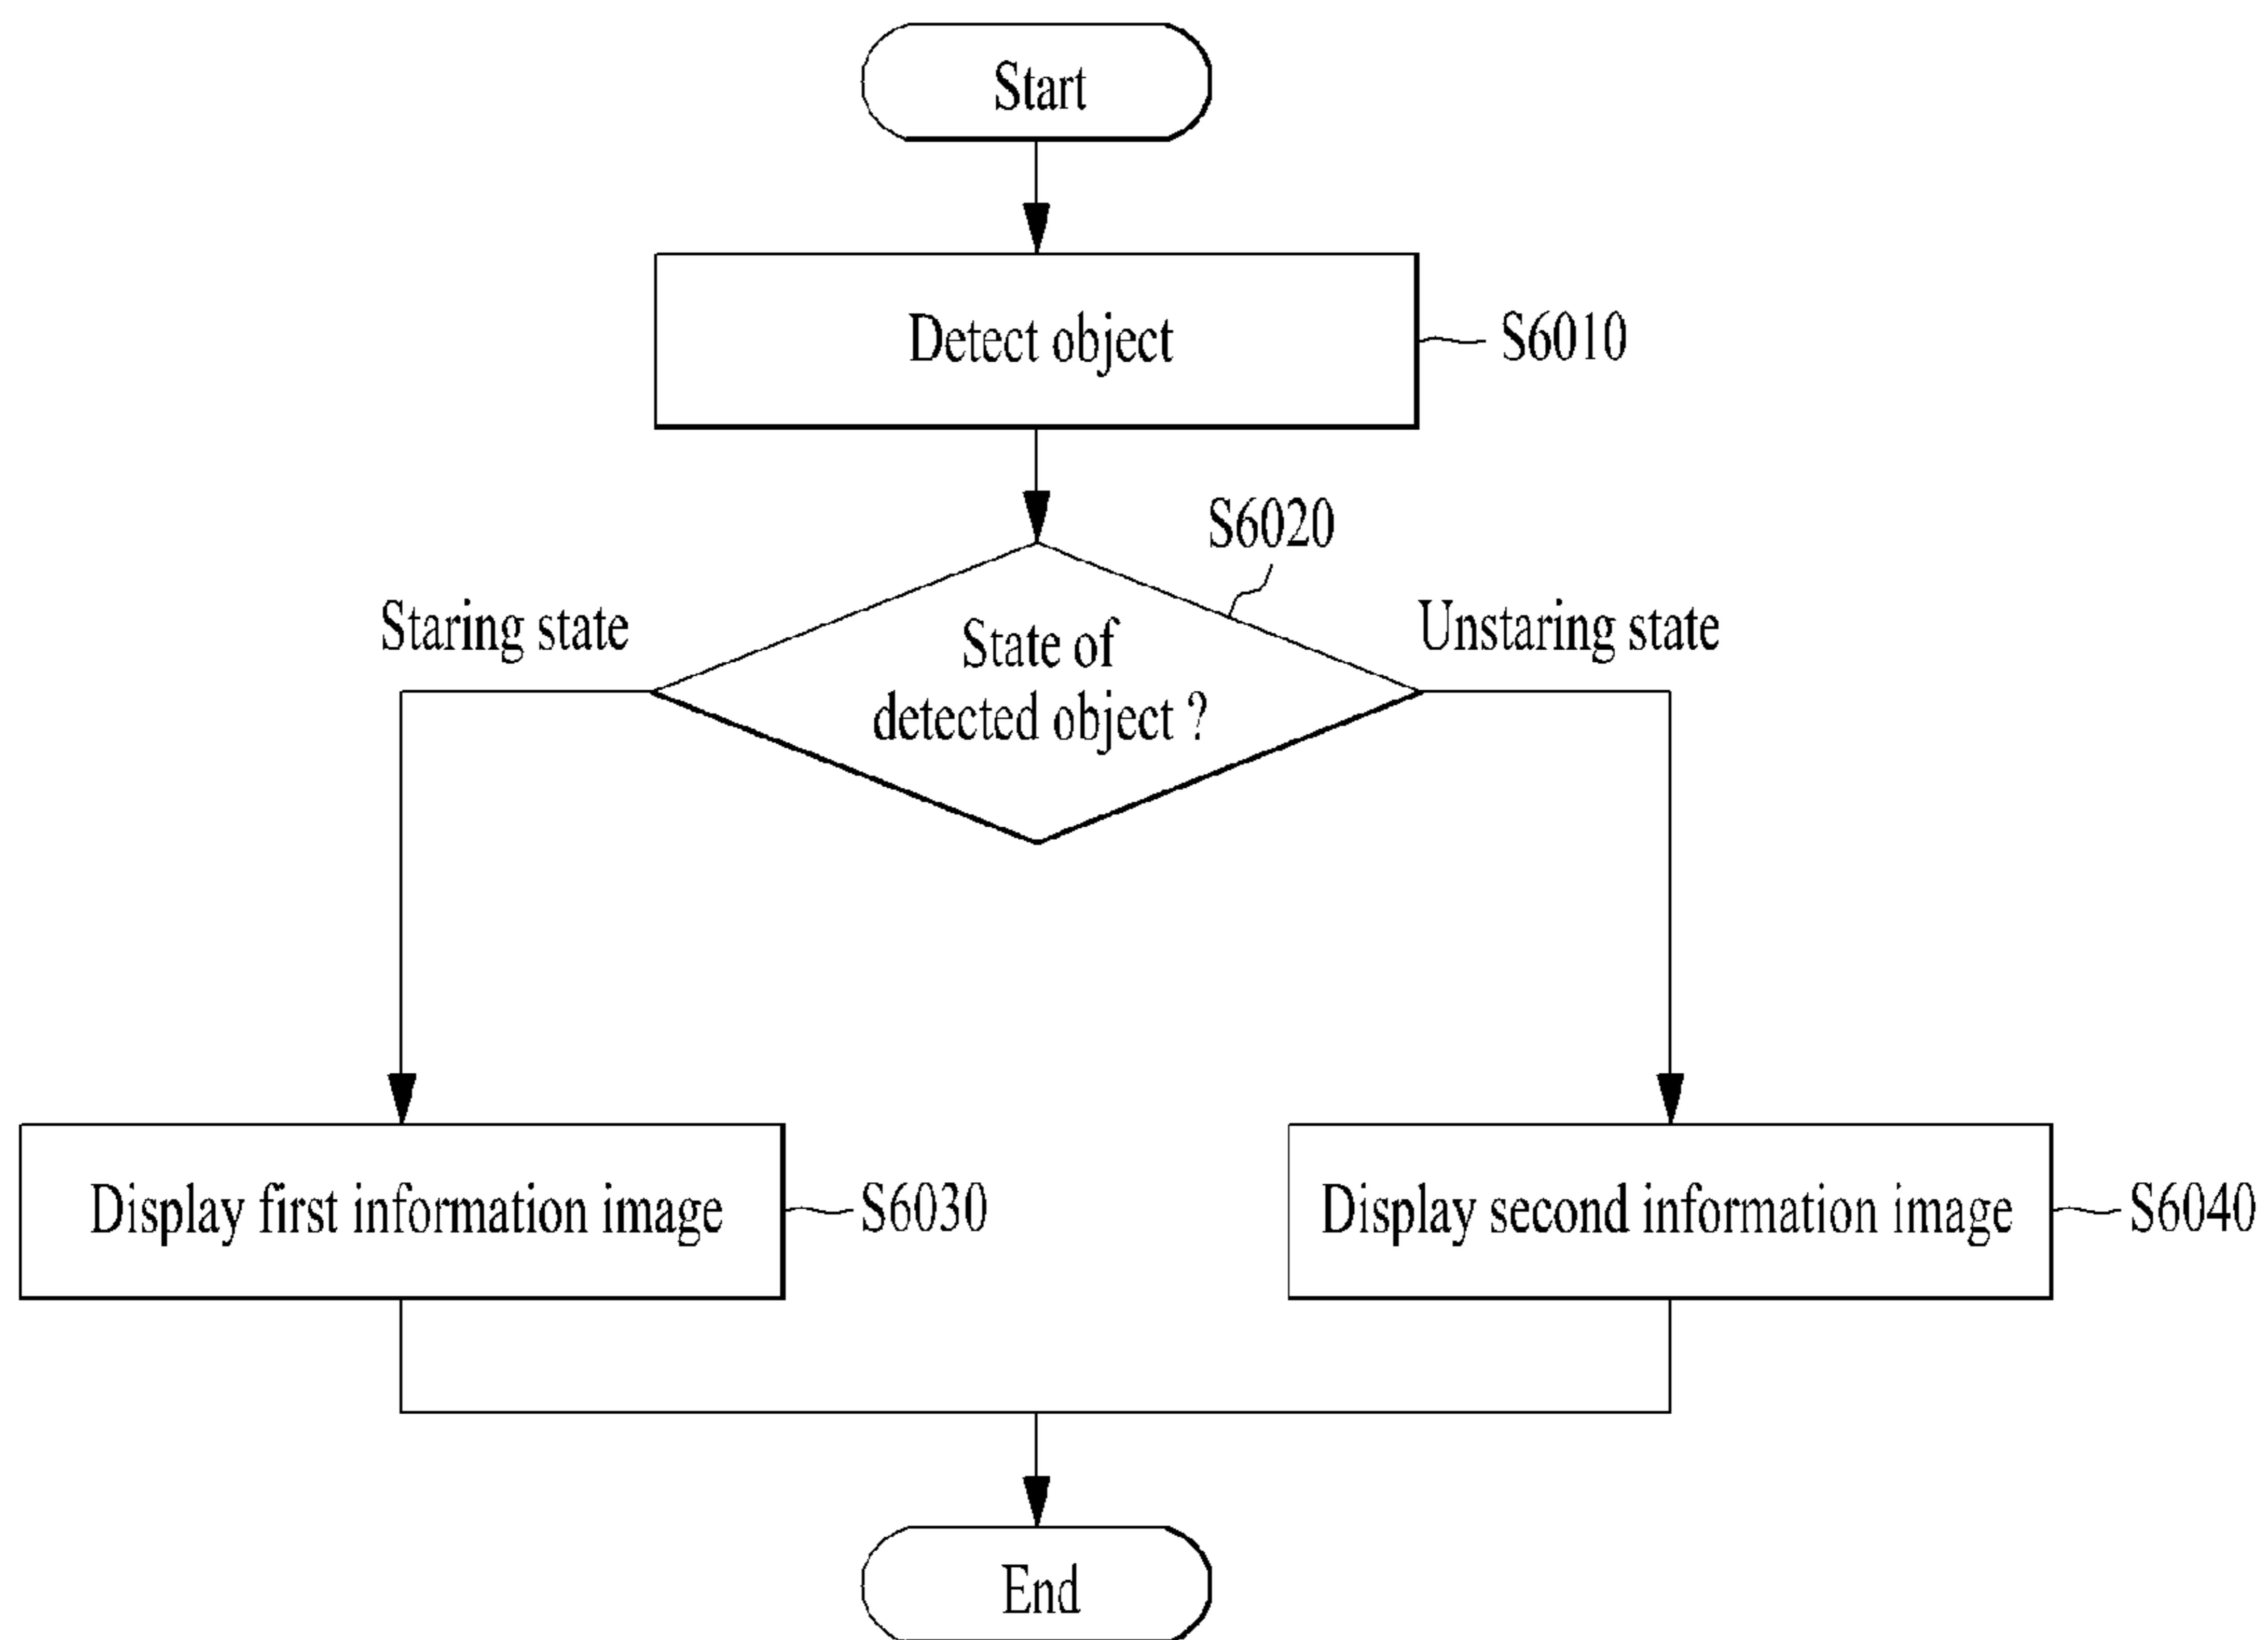 Start
Detect object
S6010
S6020
Staring state
Unstaring state
State of
detected object ?
Display first information image
S6030
Display second information image
S6040
End